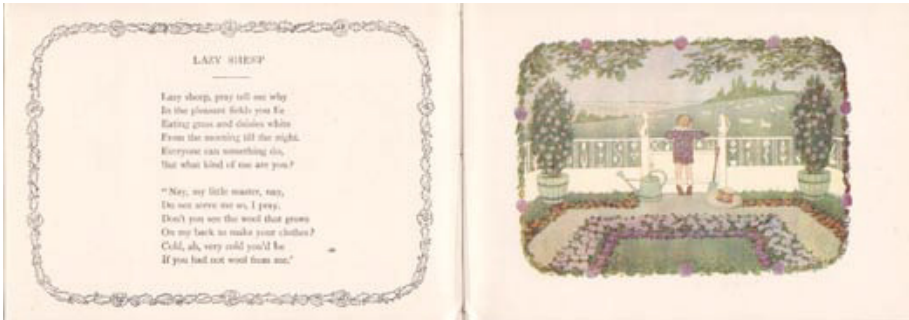 LAZY SHEEP
Lazy sheep, pray tell me why
In the pleasant fields you lie
Eating grass and daisies white
From the morning till the night.
Everyone can something do,
But what kind of use are you?
"Nay, my little master, nay,
Do not serve me so, I pray,
Don't you see the wool that grows
On my back to make your clothes?
Cold, ah, very cold you'd be
If you had not wool from me."